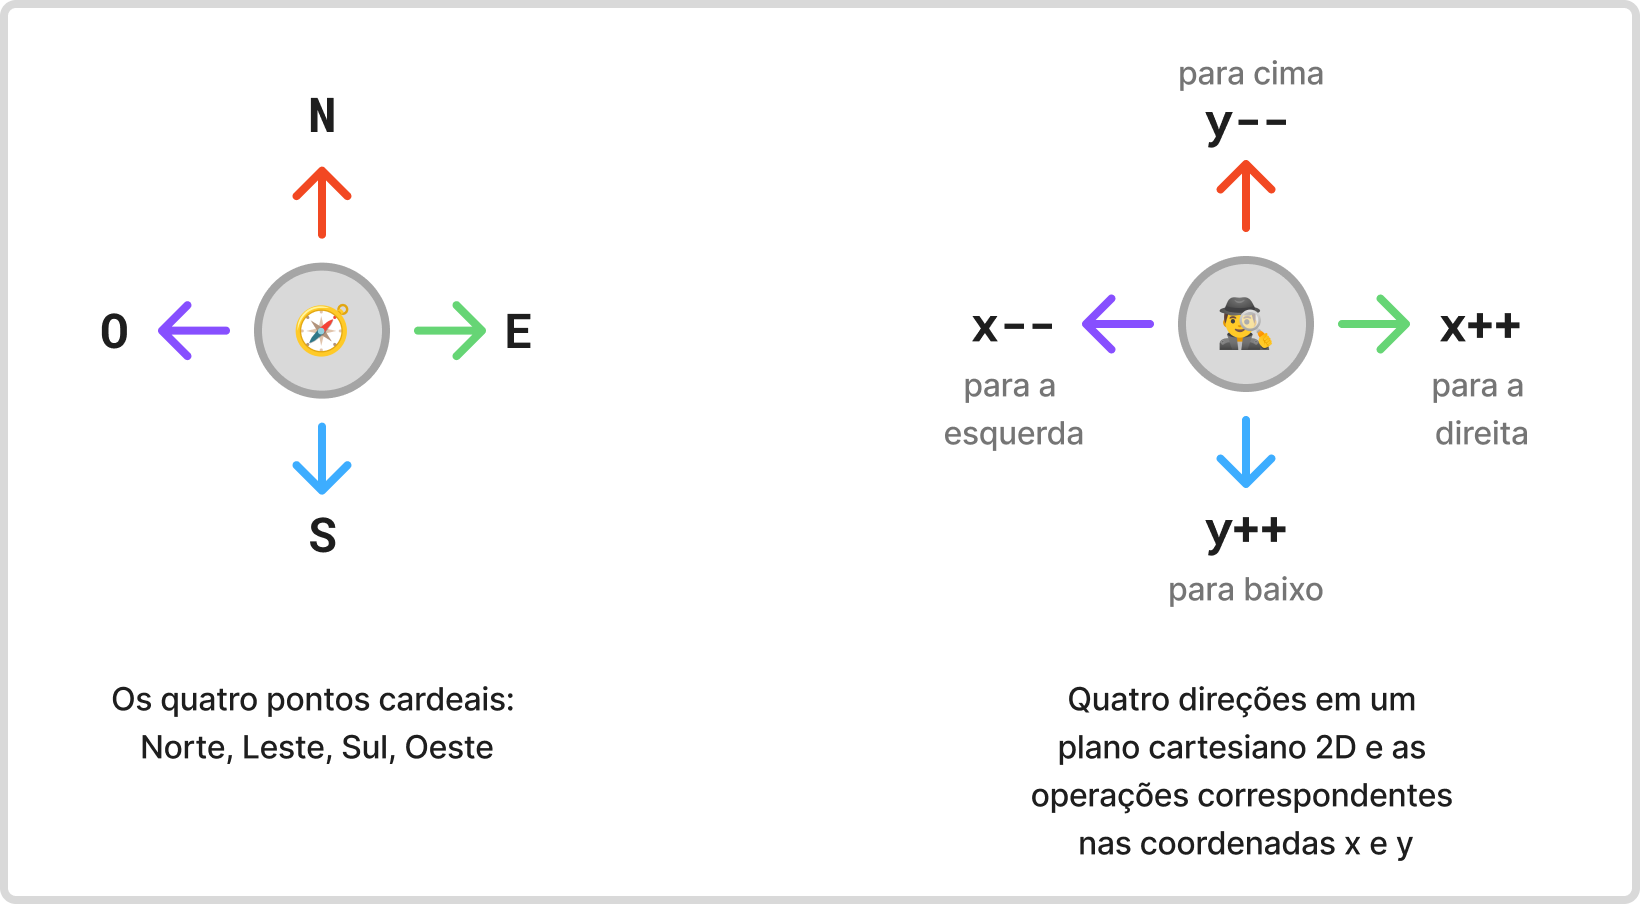 N
O
E
S
Os quatro pontos cardeais:
Norte, Leste, Sul, Oeste
para cima
y--
x--
para a
esquerda
x++
para a
direita
y++
para baixo
Quatro direções em um
plano cartesiano 2D e as
operações correspondentes
nas coordenadas x e y